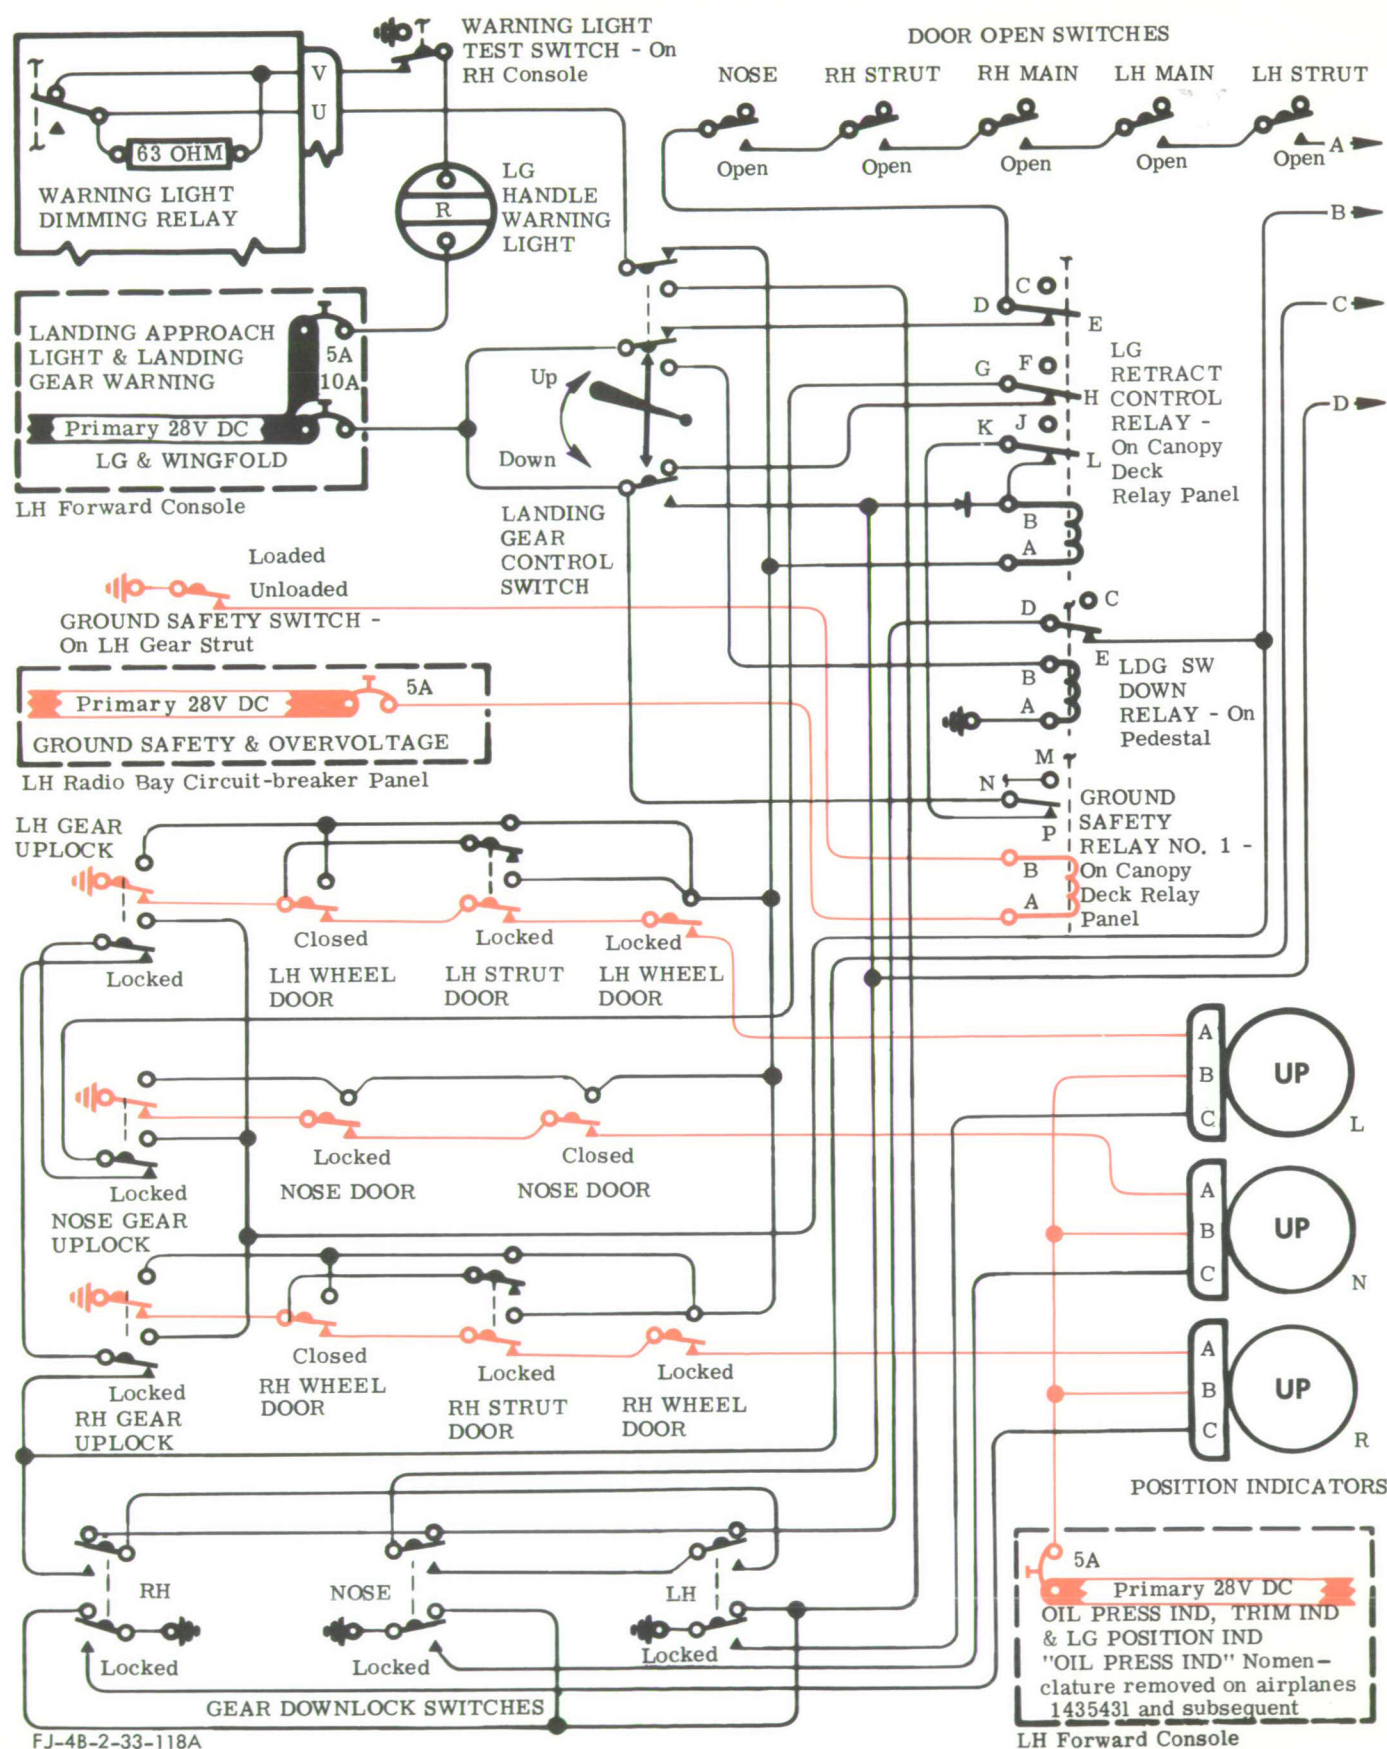 WARNING LIGHT
TEST SWITCH - On
RH Console
DOOR OPEN SWITCHES
NOSE
RH STRUT
RH MAIN
LH MAIN
LH STRUT
V
U
63 OHM
WARNING LIGHT
DIMMING RELAY
R
LG
HANDLE
WARNING
LIGHT
Open
Open
Open
Open
Open
A
B
C
D
LANDING APPROACH
LIGHT & LANDING
GEAR WARNING
5A
10A
Primary 28V DC
LG & WINGFOLD
LH Forward Console
Up
Down
LANDING
GEAR
CONTROL
SWITCH
C
D
E
F
G
H
J
K
L
B
A
LG
RETRACT
CONTROL
RELAY -
On Canopy
Deck
Relay Panel
Loaded
Unloaded
GROUND SAFETY SWITCH -
On LH Gear Strut
D
C
E
B
A
LDG SW
DOWN
RELAY - On
Pedestal
5A
Primary 28V DC
GROUND SAFETY & OVERVOLTAGE
LH Radio Bay Circuit-breaker Panel
M
N
P
B
A
GROUND
SAFETY
RELAY NO. 1 -
On Canopy
Deck Relay
Panel
LH GEAR
UPLOCK
Locked
Closed
LH WHEEL
DOOR
Locked
LH STRUT
DOOR
Locked
LH WHEEL
DOOR
A
B
C
UP
L
Locked
NOSE GEAR
UPLOCK
Locked
NOSE DOOR
Closed
NOSE DOOR
A
B
C
UP
N
Locked
RH GEAR
UPLOCK
Closed
RH WHEEL
DOOR
Locked
RH STRUT
DOOR
Locked
RH WHEEL
DOOR
A
B
C
UP
R
POSITION INDICATORS
RH
NOSE
LH
Locked
Locked
Locked
GEAR DOWNLOCK SWITCHES
5A
Primary 28V DC
OIL PRESS IND, TRIM IND
& LG POSITION IND
"OIL PRESS IND" Nomen-
clature removed on airplanes
143543l and subsequent
LH Forward Console
FJ-4B-2-33-118A